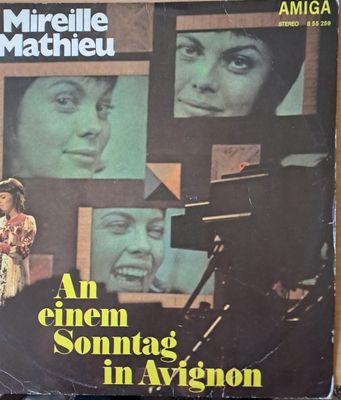 Mireille
Mathieu
AMIGA
STEREO 8 55 259
An
einem
Sonntag
in Avignon